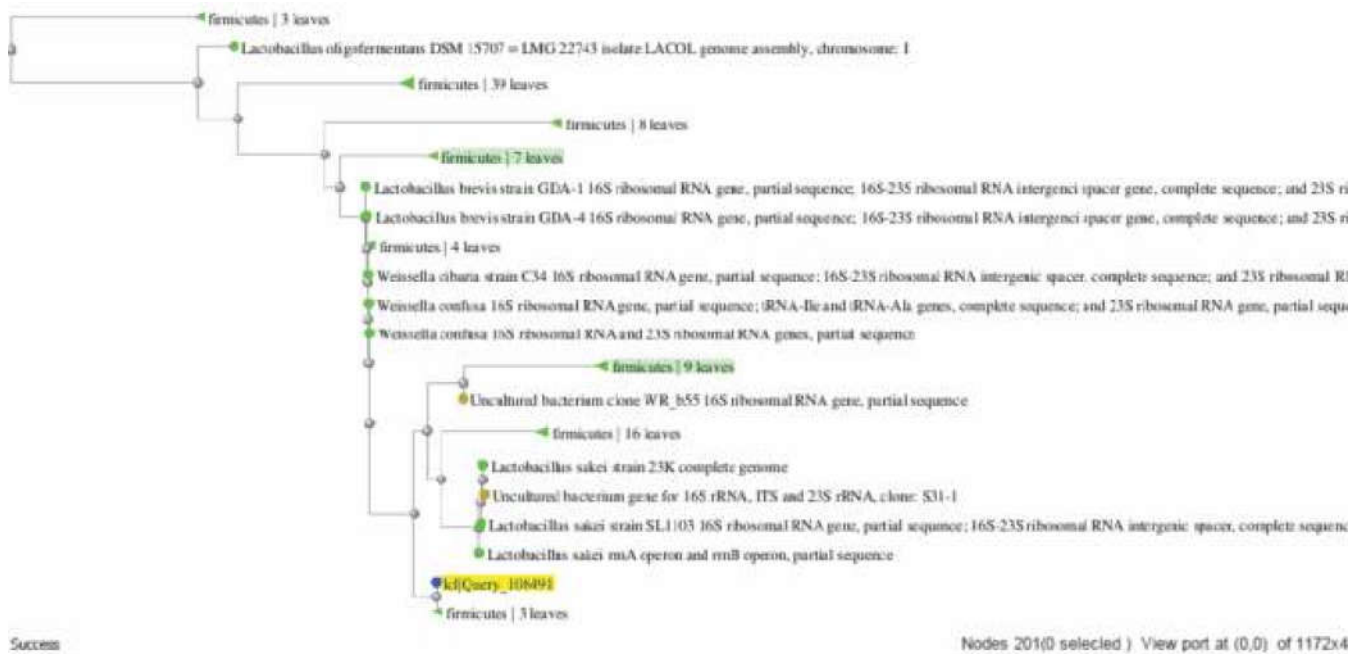 firmicutes | 3 leaves
Lactobacillus oligofermentans DSM 15707 = LMG 22743 isolate LACOL genome assembly, chromosome: I
firmicutes | 39 leaves
firmicutes | 8 leaves
firmicutes | 7 leaves
Lactobacillus brevis strain GDA-1 16S ribosomal RNA gene, partial sequence; 16S-23S ribosomal RNA intergenci spacer gene, complete sequence; and 23S ri
Lactobacillus brevis strain GDA-4 16S ribosomal RNA gene, partial sequence; 16S-23S ribosomal RNA intergenci spacer gene, complete sequence; and 23S ri
firmicutes | 4 leaves
Weissella cibaria strain C34 16S ribosomal RNA gene, partial sequence; 16S-23S ribosomal RNA intergenic spacer, complete sequence; and 23S ribosomal RN
Weissella confusa 16S ribosomal RNA gene, partial sequence; tRNA-Ile and tRNA-Ala genes, complete sequence; and 23S ribosomal RNA gene, partial seque
Weissella confusa 16S ribosomal RNA and 23S ribosomal RNA genes, partial sequence
firmicutes | 9 leaves
Uncultured bacterium clone WR_b55 16S ribosomal RNA gene, partial sequence
firmicutes | 16 leaves
Lactobacillus sakei strain 23K complete genome
Uncultured bacterium gene for 16S rRNA, ITS and 23S rRNA, clone: S31-1
Lactobacillus sakei strain SL1103 16S ribosomal RNA gene, partial sequence; 16S-23S ribosomal RNA intergenic spacer, complete sequenc
Lactobacillus sakei rrnA operon and rrnB operon, partial sequence
lcl|Query_106491
firmicutes | 3 leaves
Success
Nodes 201(0 selected ) View port at (0,0) of 1172x4